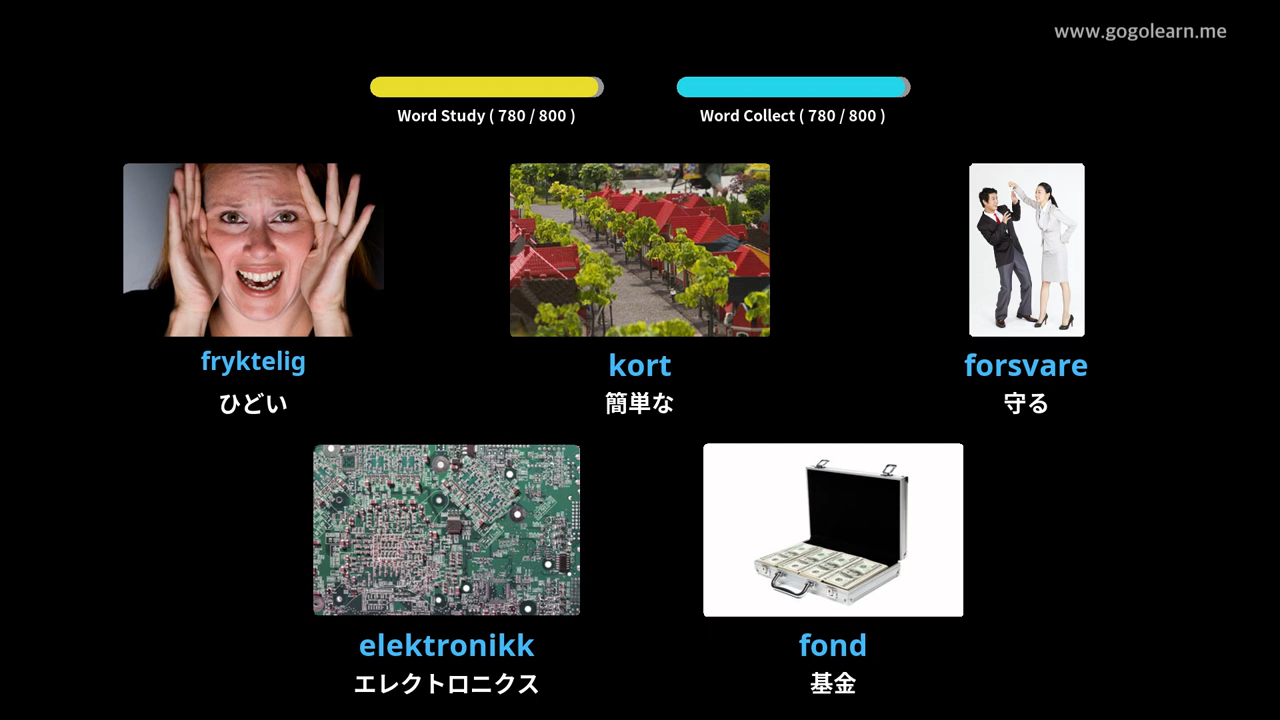 www.gogolearn.me
Word Study ( 780 / 800 )
Word Collect ( 780 / 800 )
fryktelig
ひどい
kort
簡単な
forsvare
守る
elektronikk
エレクトロニクス
fond
基金